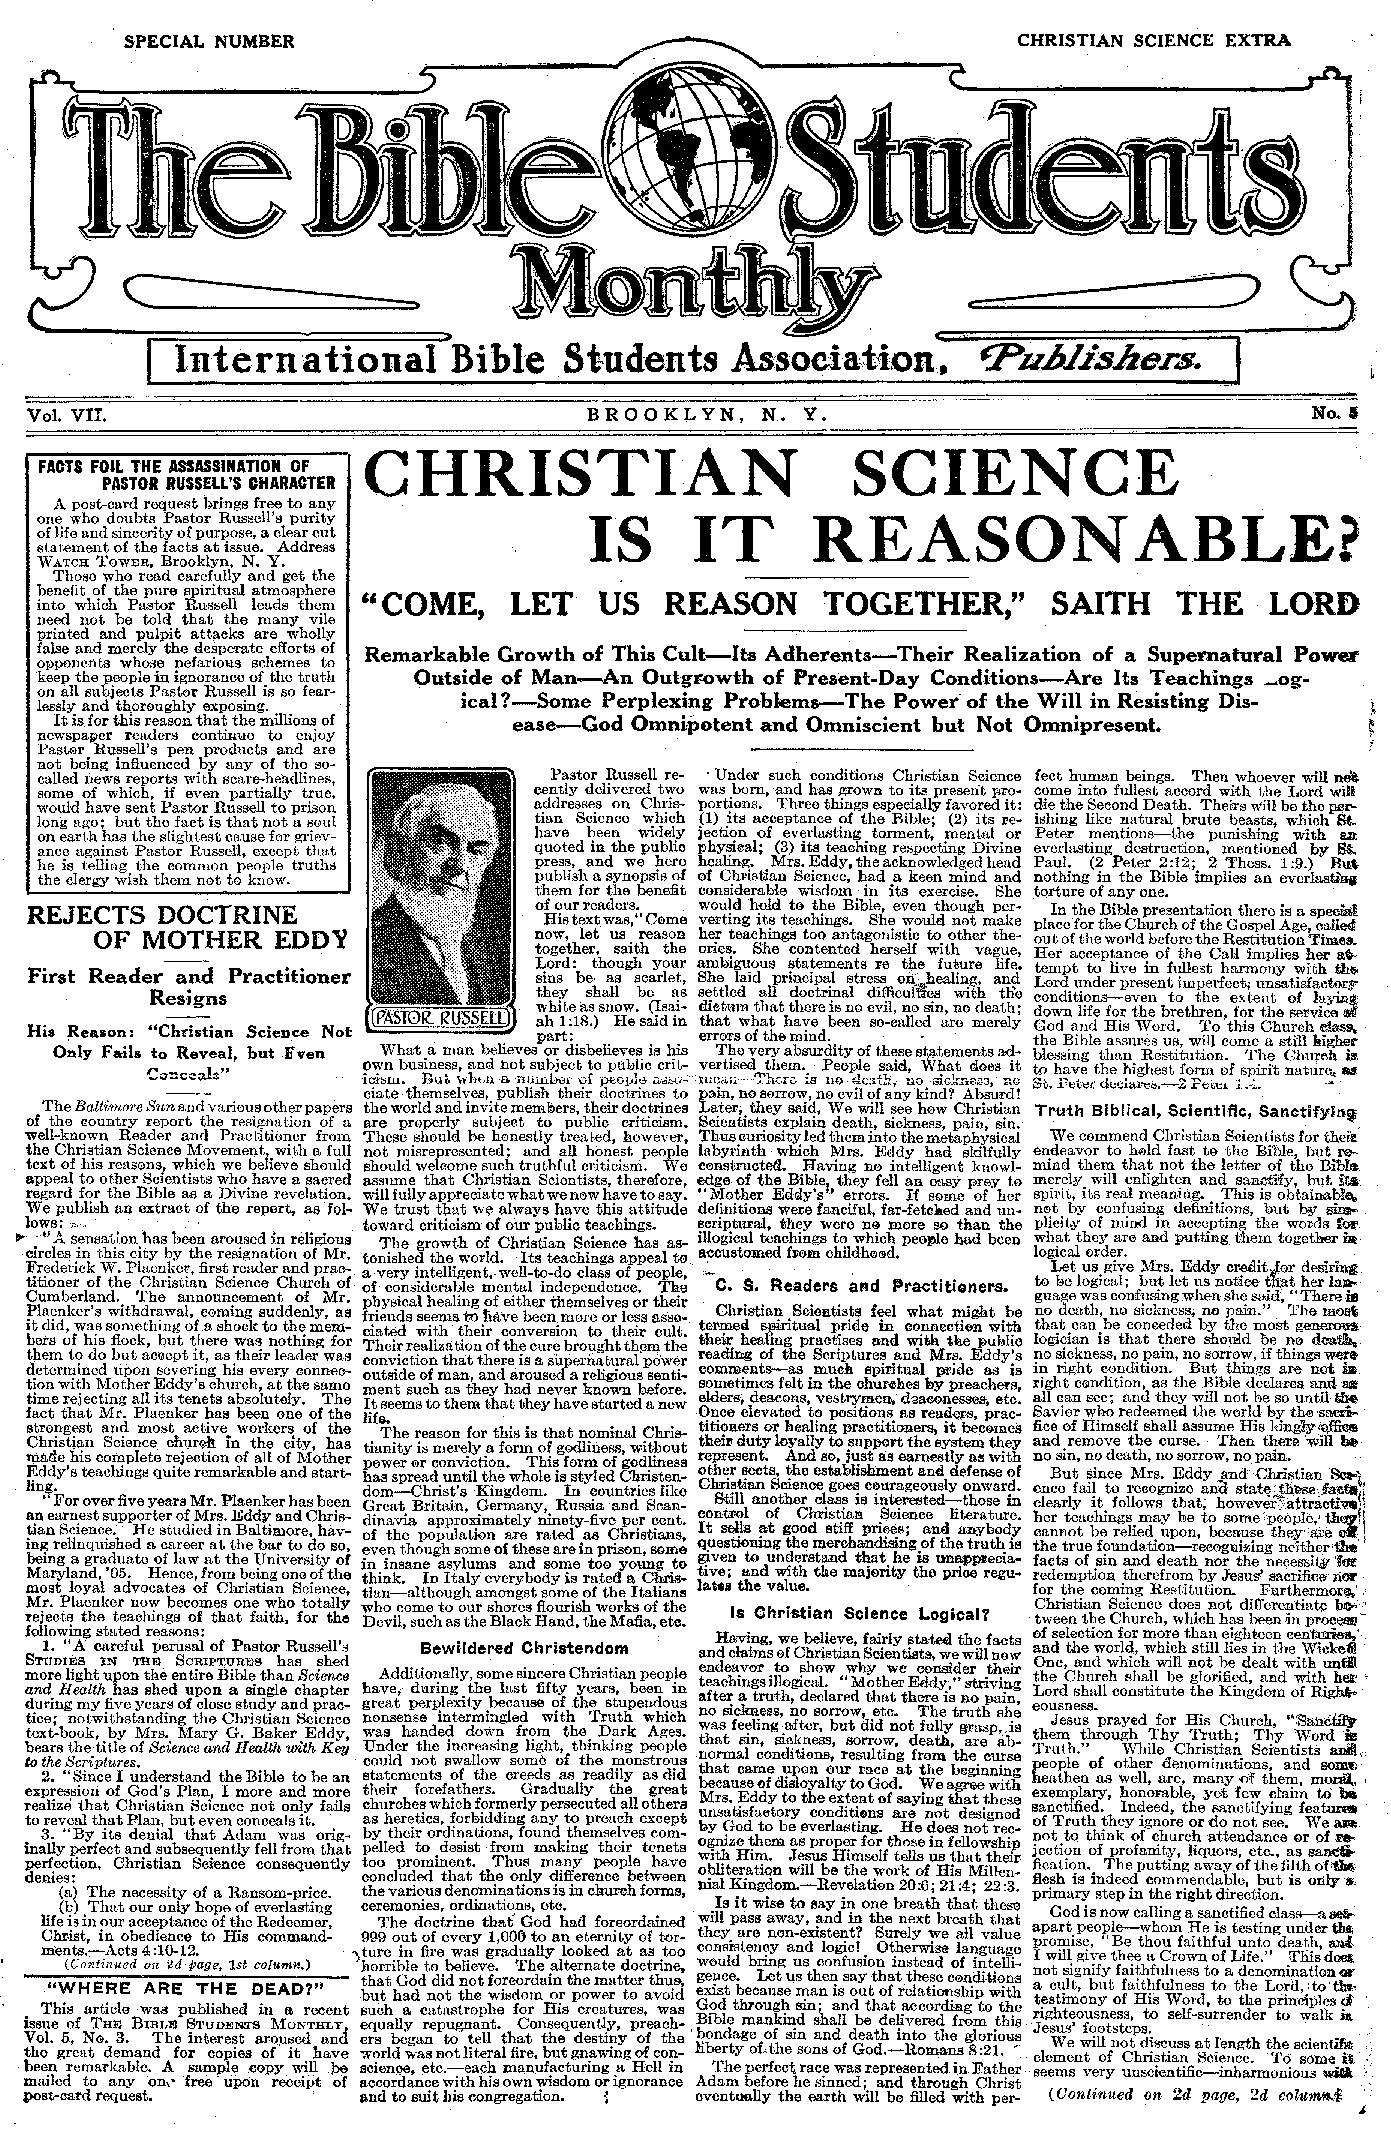 SPECIAL NUMBER
CHRISTIAN SCIENCE EXTRA
The Bible Students
Monthly
International Bible Students Association, Publishers.
Vol. VII.
BROOKLYN, N. Y.
No. 5
FACTS FOIL THE ASSASSINATION OF
PASTOR RUSSELL'S CHARACTER
A post-card request brings free to any
one who doubts Pastor Russell's purity
of life and sincerity of purpose, a clear cut
statement of the facts at issue. Address
WATCH TOWER, Brooklyn, N. Y.
Those who read carefully and get the
benefit of the pure spiritual atmosphere
into which Pastor Russell leads them
need not be told that the many vile
printed and pulpit attacks are wholly
false and merely the desperate efforts of
opponents whose nefarious schemes to
keep the people in ignorance of the truth
on all subjects Pastor Russell is so fear-
lessly and thoroughly exposing.
It is for this reason that the millions of
newspaper readers continue to enjoy
Pastor Russell's pen products and are
not being influenced by any of the so-
called news reports with scare-headlines,
some of which, if even partially true,
would have sent Pastor Russell to prison
long ago; but the fact is that not a soul
on earth has the slightest cause for griev-
ance against Pastor Russell, except that
he is telling the common people truths
the clergy wish them not to know.
REJECTS DOCTRINE
OF MOTHER EDDY
First Reader and Practitioner
Resigns
His Reason: "Christian Science Not
Only Fails to Reveal, but Even
Conceals"
The Baltimore Sun and various other papers
of the country report the resignation of a
well-known Reader and Practitioner from
the Christian Science Movement, with a full
text of his reasons, which we believe should
appeal to other Scientists who have a sacred
regard for the Bible as a Divine revelation.
We publish an extract of the report, as fol-
lows:
"A sensation has been aroused in religious
circles in this city by the resignation of Mr.
Frederick W. Plaenker, first reader and prac-
titioner of the Christian Science Church of
Cumberland. The announcement of Mr.
Plaenker's withdrawal, coming suddenly, as
it did, was something of a shock to the mem-
bers of his flock, but there was nothing for
them to do but accept it, as their leader was
determined upon severing his every connec-
tion with Mother Eddy's church, at the same
time rejecting all its tenets absolutely. The
fact that Mr. Plaenker has been one of the
strongest and most active workers of the
Christian Science church in the city, has
made his complete rejection of all of Mother
Eddy's teachings quite remarkable and start-
ling.
"For over five years Mr. Plaenker has been
an earnest supporter of Mrs. Eddy and Chris-
tian Science. He studied in Baltimore, hav-
ing relinquished a career at the bar to do so,
being a graduate of law at the University of
Maryland, '05. Hence, from being one of the
most loyal advocates of Christian Science,
Mr. Plaenker now becomes one who totally
rejects the teachings of that faith, for the
following stated reasons:
1. "A careful perusal of Pastor Russell's
STUDIES IN THE SCRIPTURES has shed
more light upon the entire Bible than Science
and Health has shed upon a single chapter
during my five years of close study and prac-
tice; notwithstanding the Christian Science
text-book, by Mrs. Mary G. Baker Eddy,
bears the title of Science and Health with Key
to the Scriptures.
2. "Since I understand the Bible to be an
expression of God's Plan, I more and more
realize that Christian Science not only fails
to reveal that Plan, but even conceals it.
3. "By its denial that Adam was orig-
inally perfect and subsequently fell from that
perfection, Christian Science consequently
denies:
(a) The necessity of a Ransom-price.
(b) That our only hope of everlasting
life is in our acceptance of the Redeemer,
Christ, in obedience to His command-
ments.—Acts 4:10-12.
(Continued on 2d page, 1st column.)
"WHERE ARE THE DEAD?"
This article was published in a recent
issue of THE BIBLE STUDENTS MONTHLY,
Vol. 5, No. 3. The interest aroused and
the great demand for copies of it have
been remarkable. A sample copy will be
mailed to any one free upon receipt of
post-card request.
CHRISTIAN SCIENCE
IS IT REASONABLE?
"COME, LET US REASON TOGETHER," SAITH THE LORD
Remarkable Growth of This Cult—Its Adherents—Their Realization of a Supernatural Power
Outside of Man—An Outgrowth of Present-Day Conditions—Are Its Teachings Log-
ical?—Some Perplexing Problems—The Power of the Will in Resisting Dis-
ease—God Omnipotent and Omniscient but Not Omnipresent.
PASTOR RUSSELL
Pastor Russell re-
cently delivered two
addresses on Chris-
tian Science which
have been widely
quoted in the public
press, and we here
publish a synopsis of
them for the benefit
of our readers.
His text was, "Come
now, let us reason
together, saith the
Lord: though your
sins be as scarlet,
they shall be as
white as snow. (Isai-
ah 1:18.) He said in
part:
What a man believes or disbelieves is his
own business, and not subject to public crit-
icism. But when a number of people asso-
ciate themselves, publish their doctrines to
the world and invite members, their doctrines
are properly subject to public criticism.
These should be honestly treated, however,
not misrepresented; and all honest people
should welcome such truthful criticism. We
assume that Christian Scientists, therefore,
will fully appreciate what we now have to say.
We trust that we always have this attitude
toward criticism of our public teachings.
The growth of Christian Science has as-
tonished the world. Its teachings appeal to
a very intelligent, well-to-do class of people,
of considerable mental independence. The
physical healing of either themselves or their
friends seems to have been more or less asso-
ciated with their conversion to their cult.
Their realization of the cure brought them the
conviction that there is a supernatural power
outside of man, and aroused a religious senti-
ment such as they had never known before.
It seems to them that they have started a new
life.
The reason for this is that nominal Chris-
tianity is merely a form of godliness, without
power or conviction. This form of godliness
has spread until the whole is styled Christen-
dom—Christ's Kingdom. In countries like
Great Britain, Germany, Russia and Scan-
dinavia approximately ninety-five per cent.
of the population are rated as Christians,
even though some of these are in prison, some
in insane asylums and some too young to
think. In Italy everybody is rated a Chris-
tian—although amongst some of the Italians
who come to our shores flourish works of the
Devil, such as the Black Hand, the Mafia, etc.
Bewildered Christendom
Additionally, some sincere Christian people
have, during the last fifty years, been in
great perplexity because of the stupendous
nonsense intermingled with Truth which
was handed down from the Dark Ages.
Under the increasing light, thinking people
could not swallow some of the monstrous
statements of the creeds as readily as did
their forefathers. Gradually the great
churches which formerly persecuted all others
as heretics, forbidding any to preach except
by their ordinations, found themselves com-
pelled to desist from making their tenets
too prominent. Thus many people have
concluded that the only difference between
the various denominations is in church forms,
ceremonies, ordinations, etc.
The doctrine that God had foreordained
999 out of every 1,000 to an eternity of tor-
ture in fire was gradually looked at as too
horrible to believe. The alternate doctrine,
that God did not foreordain the matter thus,
but had not the wisdom or power to avoid
such a catastrophe for His creatures, was
equally repugnant. Consequently, preach-
ers began to tell that the destiny of the
world was not literal fire, but gnawing of con-
science, etc.—each manufacturing a Hell in
accordance with his own wisdom or ignorance
and to suit his congregation.
Under such conditions Christian Science
was born, and has grown to its present pro-
portions. Three things especially favored it:
(1) its acceptance of the Bible; (2) its re-
jection of everlasting torment, mental or
physical; (3) its teaching respecting Divine
healing. Mrs. Eddy, the acknowledged head
of Christian Science, had a keen mind and
considerable wisdom in its exercise. She
would hold to the Bible, even though per-
verting its teachings. She would not make
her teachings too antagonistic to other the-
ories. She contented herself with vague,
ambiguous statements re the future life.
She laid principal stress on healing, and
settled all doctrinal difficulties with the
dictum that there is no evil, no sin, no death;
that what have been so-called are merely
errors of the mind.
The very absurdity of these statements ad-
vertised them. People said, What does it
mean—There is no death, no sickness, no
pain, no sorrow, no evil of any kind? Absurd!
Later, they said, We will see how Christian
Scientists explain death, sickness, pain, sin.
Thus curiosity led them into the metaphysical
labyrinth which Mrs. Eddy had skilfully
constructed. Having no intelligent knowl-
edge of the Bible, they fell an easy prey to
"Mother Eddy's" errors. If some of her
definitions were fanciful, far-fetched and un-
scriptural, they were no more so than the
illogical teachings to which people had been
accustomed from childhood.
C. S. Readers and Practitioners.
Christian Scientists feel what might be
termed spiritual pride in connection with
their healing practises and with the public
reading of the Scriptures and Mrs. Eddy's
comments—as much spiritual pride as is
sometimes felt in the churches by preachers,
elders, deacons, vestrymen, deaconesses, etc.
Once elevated to positions as readers, prac-
titioners or healing practitioners, it becomes
their duty loyally to support the system they
represent. And so, just as earnestly as with
other sects, the establishment and defense of
Christian Science goes courageously onward.
Still another class is interested—those in
control of Christian Science literature.
It sells at good stiff prices; and anybody
questioning the merchandising of the truth is
given to understand that he is unapprecia-
tive; and with the majority the price regu-
lates the value.
Is Christian Science Logical?
Having, we believe, fairly stated the facts
and claims of Christian Scientists, we will now
endeavor to show why we consider their
teachings illogical. "Mother Eddy," striving
after a truth, declared that there is no pain,
no sickness, no sorrow, etc. The truth she
was feeling after, but did not fully grasp, is
that sin, sickness, sorrow, death, are ab-
normal conditions, resulting from the curse
that came upon our race at the beginning
because of disloyalty to God. We agree with
Mrs. Eddy to the extent of saying that these
unsatisfactory conditions are not designed
by God to be everlasting. He does not rec-
ognize them as proper for those in fellowship
with Him. Jesus Himself tells us that their
obliteration will be the work of His Millen-
nial Kingdom.—Revelation 20:6; 21:4; 22:3.
Is it wise to say in one breath that these
will pass away, and in the next breath that
they are non-existent? Surely we all value
consistency and logic! Otherwise language
would bring us confusion instead of intelli-
gence. Let us then say that these conditions
exist because man is out of relationship with
God through sin; and that according to the
Bible mankind shall be delivered from this
bondage of sin and death into the glorious
liberty of the sons of God.—Romans 8:21.
The perfect race was represented in Father
Adam before he sinned; and through Christ
eventually the earth will be filled with per-
fect human beings. Then whoever will not
come into fullest accord with the Lord will
die the Second Death. Theirs will be the per-
ishing like natural brute beasts, which St.
Peter mentions—the punishing with an
everlasting destruction, mentioned by St.
Paul. (2 Peter 2:12; 2 Thess. 1:9.) But
nothing in the Bible implies an everlasting
torture of any one.
In the Bible presentation there is a special
place for the Church of the Gospel Age, called
out of the world before the Restitution Times.
Her acceptance of the Call implies her at-
tempt to live in fullest harmony with the
Lord under present imperfect, unsatisfactory
conditions—even to the extent of laying
down life for the brethren, for the service of
God and His Word. To this Church class,
the Bible assures us, will come a still higher
blessing than Restitution. The Church is
to have the highest form of spirit nature, as
St. Peter declares.—2 Peter 1:4.
Truth Biblical, Scientific, Sanctifying
We commend Christian Scientists for their
endeavor to hold fast to the Bible, but re-
mind them that not the letter of the Bible
merely will enlighten and sanctify, but its
spirit, its real meaning. This is obtainable,
not by confusing definitions, but by sim-
plicity of mind in accepting the words for
what they are and putting them together in
logical order.
Let us give Mrs. Eddy credit for desiring
to be logical; but let us notice that her lan-
guage was confusing when she said, "There is
no death, no sickness, no pain." The most
that can be conceded by the most generous
logician is that there should be no death,
no sickness, no pain, no sorrow, if things were
in right condition. But things are not in
right condition, as the Bible declares and as
all can see; and they will not be so until the
Savior who redeemed the world by the sacri-
fice of Himself shall assume His kingly office
and remove the curse. Then there will be
no sin, no death, no sorrow, no pain.
But since Mrs. Eddy and Christian Sci-
ence fail to recognize and state these facts
clearly it follows that, however attractive
her teachings may be to some people, they
cannot be relied upon, because they are off
the true foundation—recognizing neither the
facts of sin and death nor the necessity for
redemption therefrom by Jesus' sacrifice nor
for the coming Restitution. Furthermore,
Christian Science does not differentiate be-
tween the Church, which has been in process
of selection for more than eighteen centuries,
and the world, which still lies in the Wicked
One, and which will not be dealt with until
the Church shall be glorified, and with her
Lord shall constitute the Kingdom of Right-
eousness.
Jesus prayed for His Church, "Sanctify
them through Thy Truth; Thy Word is
Truth." While Christian Scientists and
people of other denominations, and some
heathen as well, are, many of them, moral,
exemplary, honorable, yet few claim to be
sanctified. Indeed, the sanctifying features
of Truth they ignore or do not see. We are
not to think of church attendance or of re-
jection of profanity, liquors, etc., as sancti-
fication. The putting away of the filth of the
flesh is indeed commendable, but is only a
primary step in the right direction.
God is now calling a sanctified class—a set-
apart people—whom He is testing under the
promise, "Be thou faithful unto death, and
I will give thee a Crown of Life." This does
not signify faithfulness to a denomination or
a cult, but faithfulness to the Lord, to the
testimony of His Word, to the principles of
righteousness, to self-surrender to walk in
Jesus' footsteps.
We will not discuss at length the scientific
element of Christian Science. To some it
seems very unscientific—inharmonious with
(Continued on 2d page, 2d column)